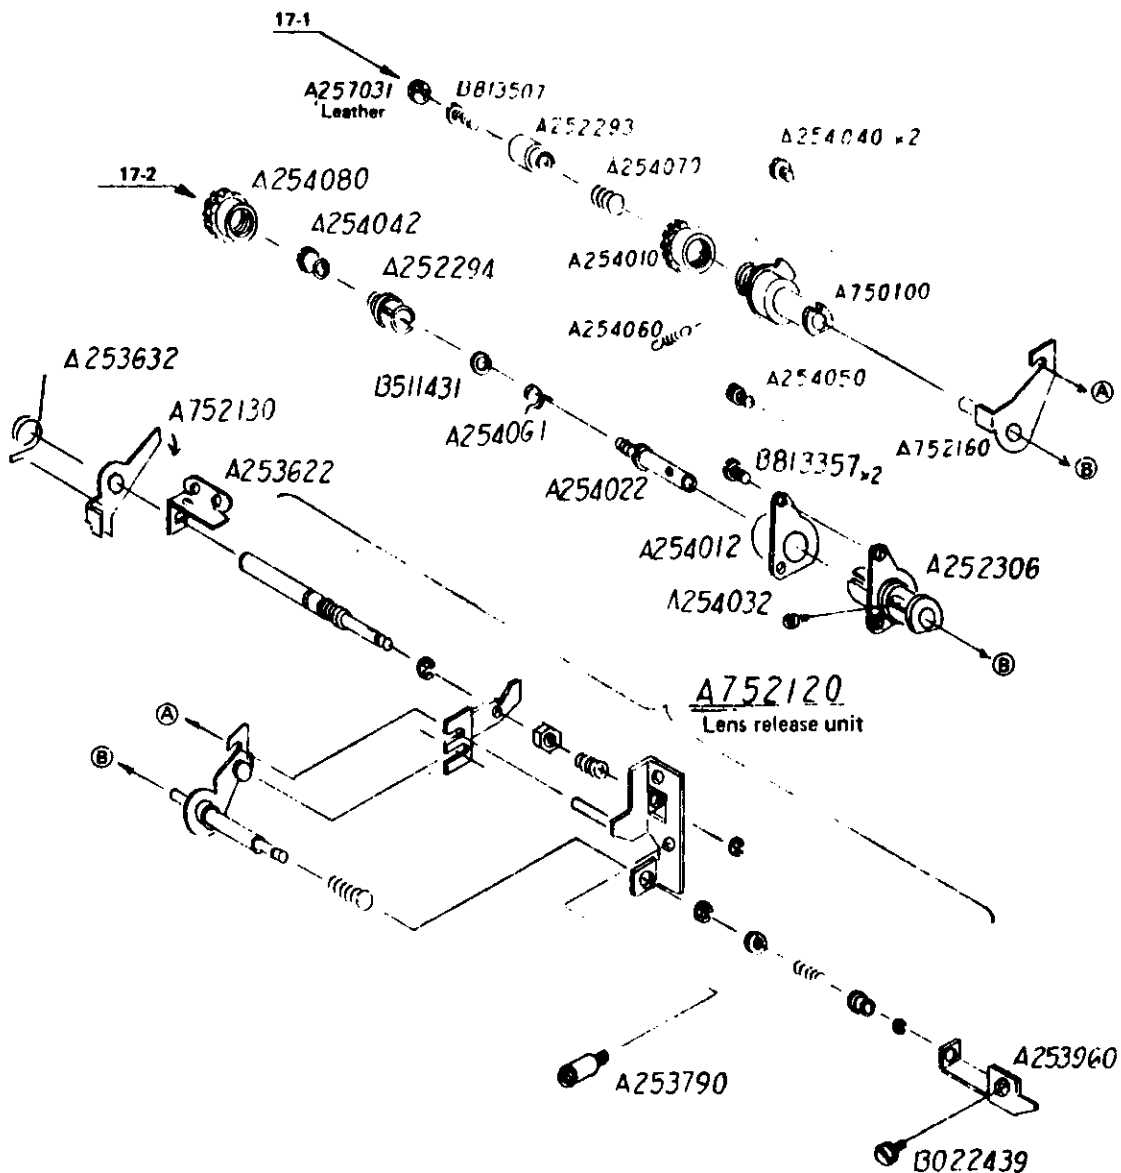 17-1
A257031
Leather
B813507
A252293
A254040 ×2
A254070
17-2
A254080
A254042
A254010
A252294
A750100
A254060
A253632
B511431
A254050
A
A752130
A254061
A752160
B
A253622
A254022
B813357×2
A254012
A252306
A254032
B
A752120
Lens release unit
A
B
A253960
A253790
B022439